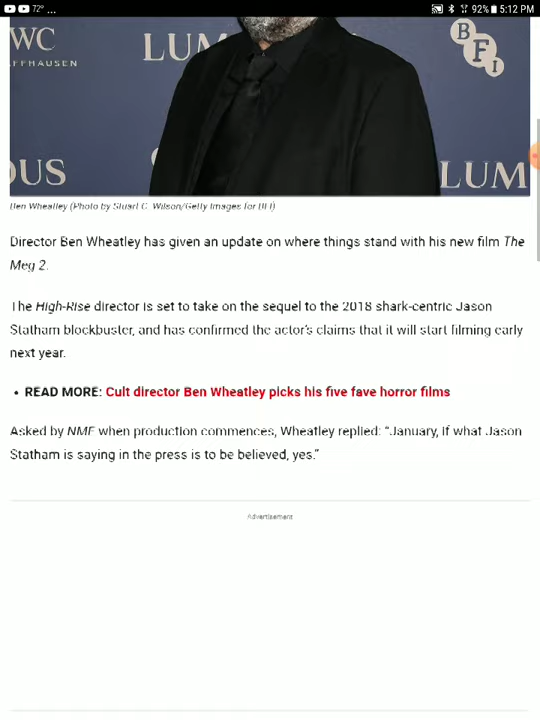 72° ...
92% 5:12 PM
WC
LUM
BFI
FFHAUSEN
OUS
LUM
Ben Wheatley (Photo by Stuart C. Wilson/Getty Images for BFI)
Director Ben Wheatley has given an update on where things stand with his new film The
Meg 2.
The High-Rise director is set to take on the sequel to the 2018 shark-centric Jason
Statham blockbuster, and has confirmed the actor's claims that it will start filming early
next year.
• READ MORE: Cult director Ben Wheatley picks his five fave horror films
Asked by NME when production commences, Wheatley replied: “January, if what Jason
Statham is saying in the press is to be believed, yes.”
Advertisement